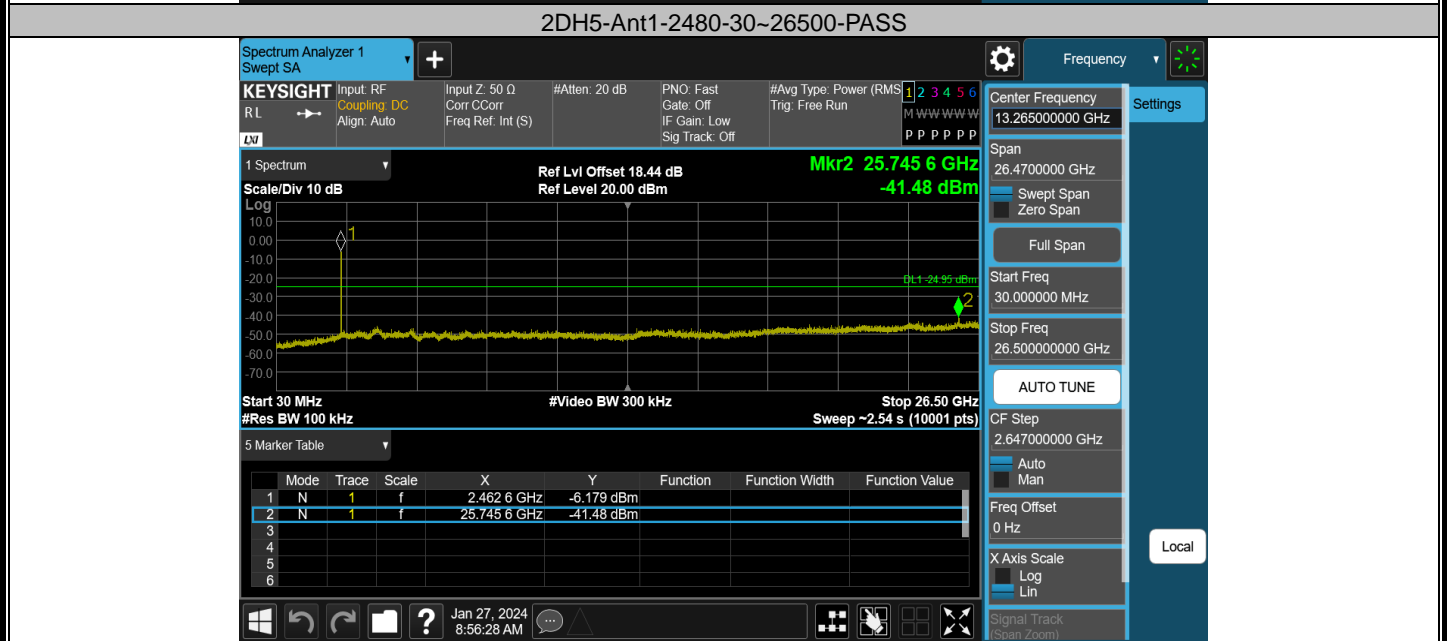 2DH5-Ant1-2480-30~26500-PASS
Spectrum Analyzer 1
Swept SA
Frequency
KEYSIGHT
RL
LXI
Input: RF
Coupling: DC
Align: Auto
Input Z: 50 Ω
Corr CCorr
Freq Ref: Int (S)
#Atten: 20 dB
PNO: Fast
Gate: Off
IF Gain: Low
Sig Track: Off
#Avg Type: Power (RMS
Trig: Free Run
1 2 3 4 5 6
M W W W W W
P P P P P P
1 Spectrum
Scale/Div 10 dB
Log
Ref Lvl Offset 18.44 dB
Ref Level 20.00 dBm
Mkr2 25.745 6 GHz
-41.48 dBm
10.0
0.00
-10.0
-20.0
-30.0
-40.0
-50.0
-60.0
-70.0
1
DL1 -24.95 dBm
2
Start 30 MHz
#Res BW 100 kHz
#Video BW 300 kHz
Stop 26.50 GHz
Sweep ~2.54 s (10001 pts)
5 Marker Table
Mode Trace Scale X Y Function Function Width Function Value
1 N 1 f 2.462 6 GHz -6.179 dBm
2 N 1 f 25.745 6 GHz -41.48 dBm
3
4
5
6
?
Jan 27, 2024
8:56:28 AM
Center Frequency
13.265000000 GHz
Settings
Span
26.4700000 GHz
Swept Span
Zero Span
Full Span
Start Freq
30.000000 MHz
Stop Freq
26.500000000 GHz
AUTO TUNE
CF Step
2.647000000 GHz
Auto
Man
Freq Offset
0 Hz
X Axis Scale
Log
Lin
Signal Track
(Span Zoom)
Local